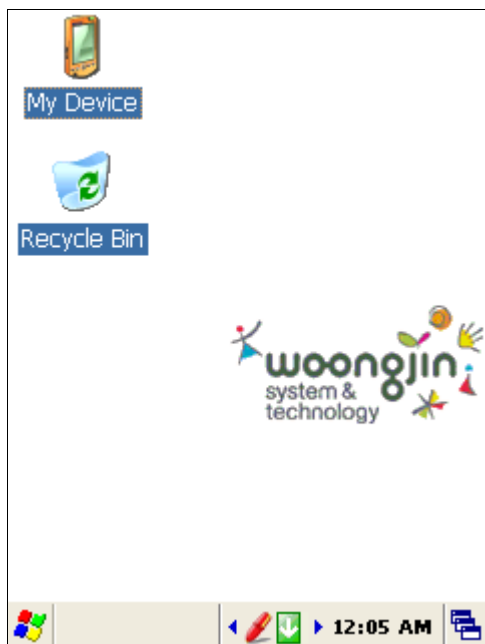 My Device
Recycle Bin
woongjin
system &
technology
12:05 AM